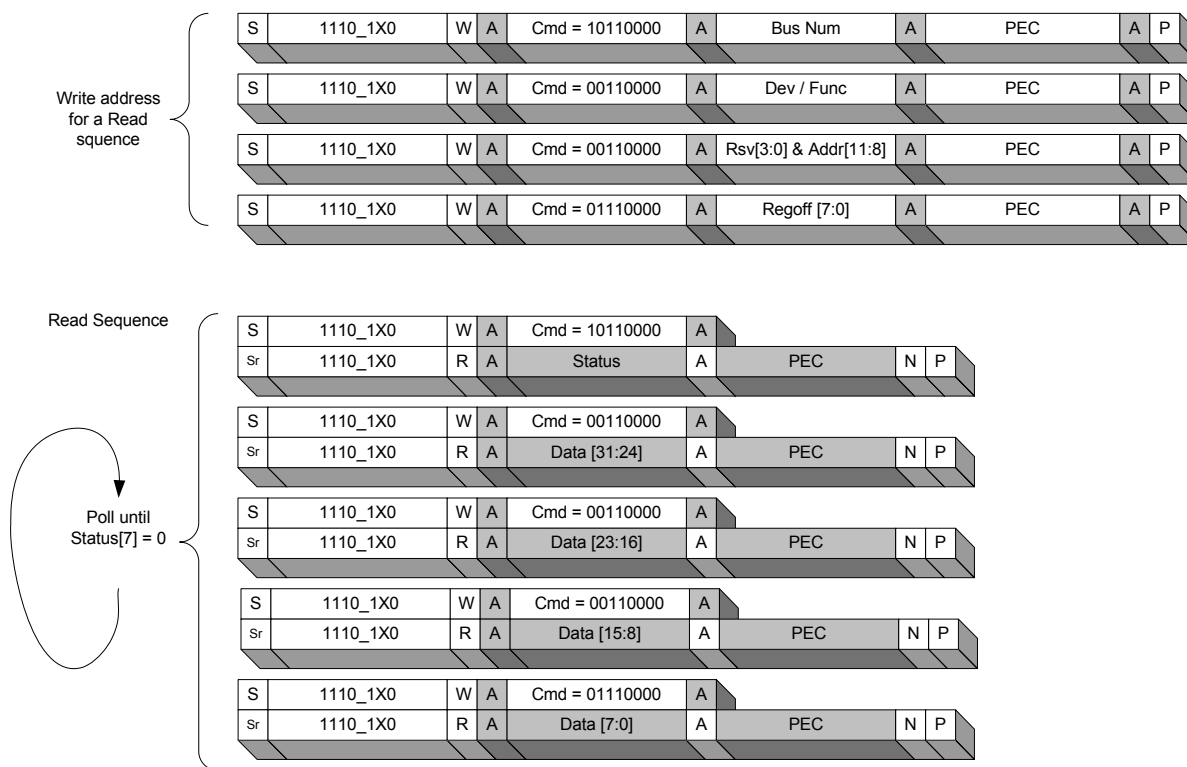 S 1110_1X0 W A Cmd = 10110000 A Bus Num A PEC A P
Write address
for a Read
squence
S 1110_1X0 W A Cmd = 00110000 A Dev / Func A PEC A P
S 1110_1X0 W A Cmd = 00110000 A Rsv[3:0] & Addr[11:8] A PEC A P
S 1110_1X0 W A Cmd = 01110000 A Regoff [7:0] A PEC A P
Read Sequence
S 1110_1X0 W A Cmd = 10110000 A
Sr 1110_1X0 R A Status A PEC N P
S 1110_1X0 W A Cmd = 00110000 A
Sr 1110_1X0 R A Data [31:24] A PEC N P
Poll until
Status[7] = 0
S 1110_1X0 W A Cmd = 00110000 A
Sr 1110_1X0 R A Data [23:16] A PEC N P
S 1110_1X0 W A Cmd = 00110000 A
Sr 1110_1X0 R A Data [15:8] A PEC N P
S 1110_1X0 W A Cmd = 01110000 A
Sr 1110_1X0 R A Data [7:0] A PEC N P